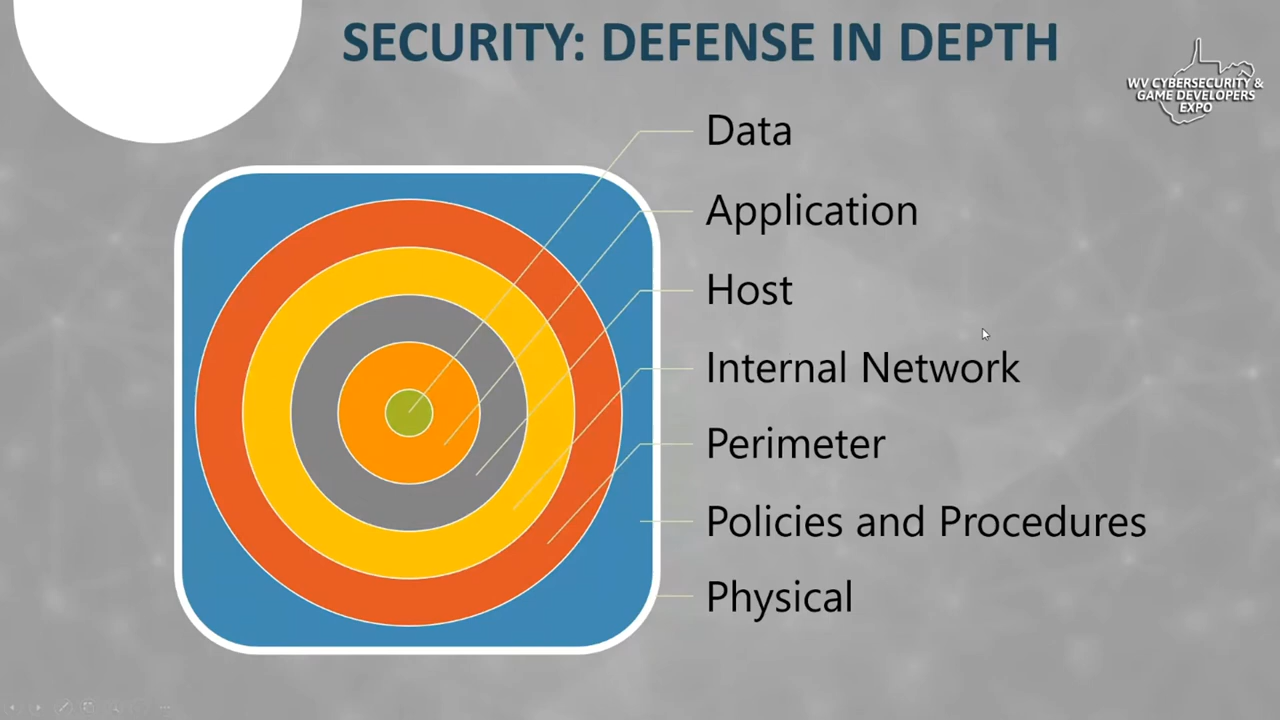 SECURITY: DEFENSE IN DEPTH
WV CYBERSECURITY &
GAME DEVELOPERS
EXPO
Data
Application
Host
Internal Network
Perimeter
Policies and Procedures
Physical